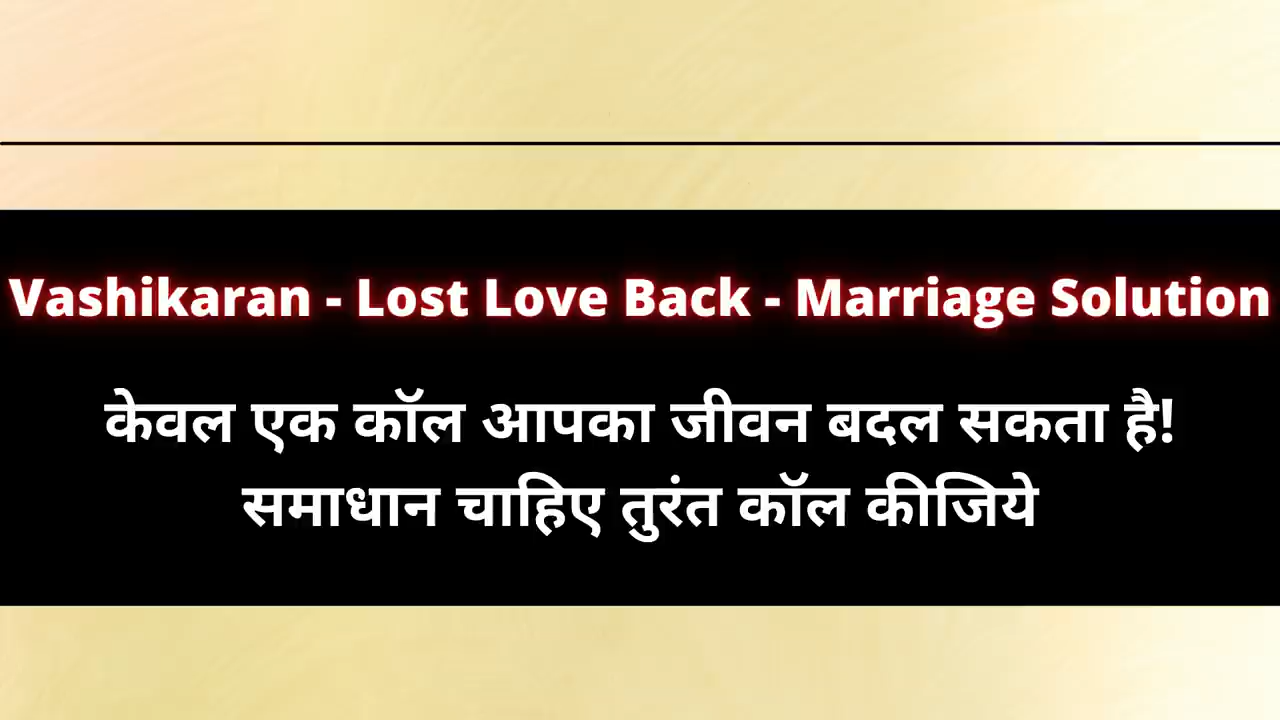 Vashikaran - Lost Love Back - Marriage Solution
केवल एक कॉल आपका जीवन बदल सकता है!
समाधान चाहिए तुरंत कॉल कीजिये